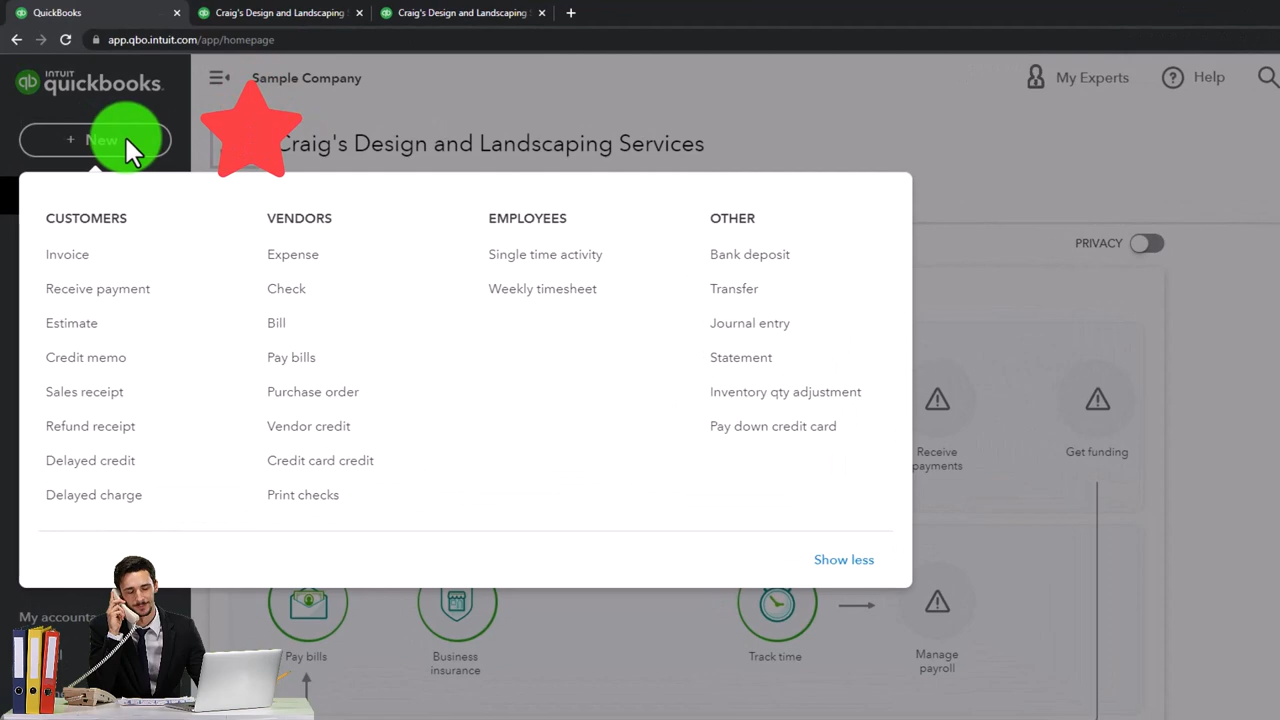 QuickBooks
Craig's Design and Landscaping
Craig's Design and Landscaping
app.qbo.intuit.com/app/homepage
INTUIT
quickbooks.
Sample Company
My Experts
Help
+ New
Craig's Design and Landscaping Services
CUSTOMERS
Invoice
Receive payment
Estimate
Credit memo
Sales receipt
Refund receipt
Delayed credit
Delayed charge
VENDORS
Expense
Check
Bill
Pay bills
Purchase order
Vendor credit
Credit card credit
Print checks
EMPLOYEES
Single time activity
Weekly timesheet
OTHER
Bank deposit
Transfer
Journal entry
Statement
Inventory qty adjustment
Pay down credit card
Show less
PRIVACY
Receive
payments
Get funding
My accounta
Pay bills
Business
insurance
Track time
Manage
payroll